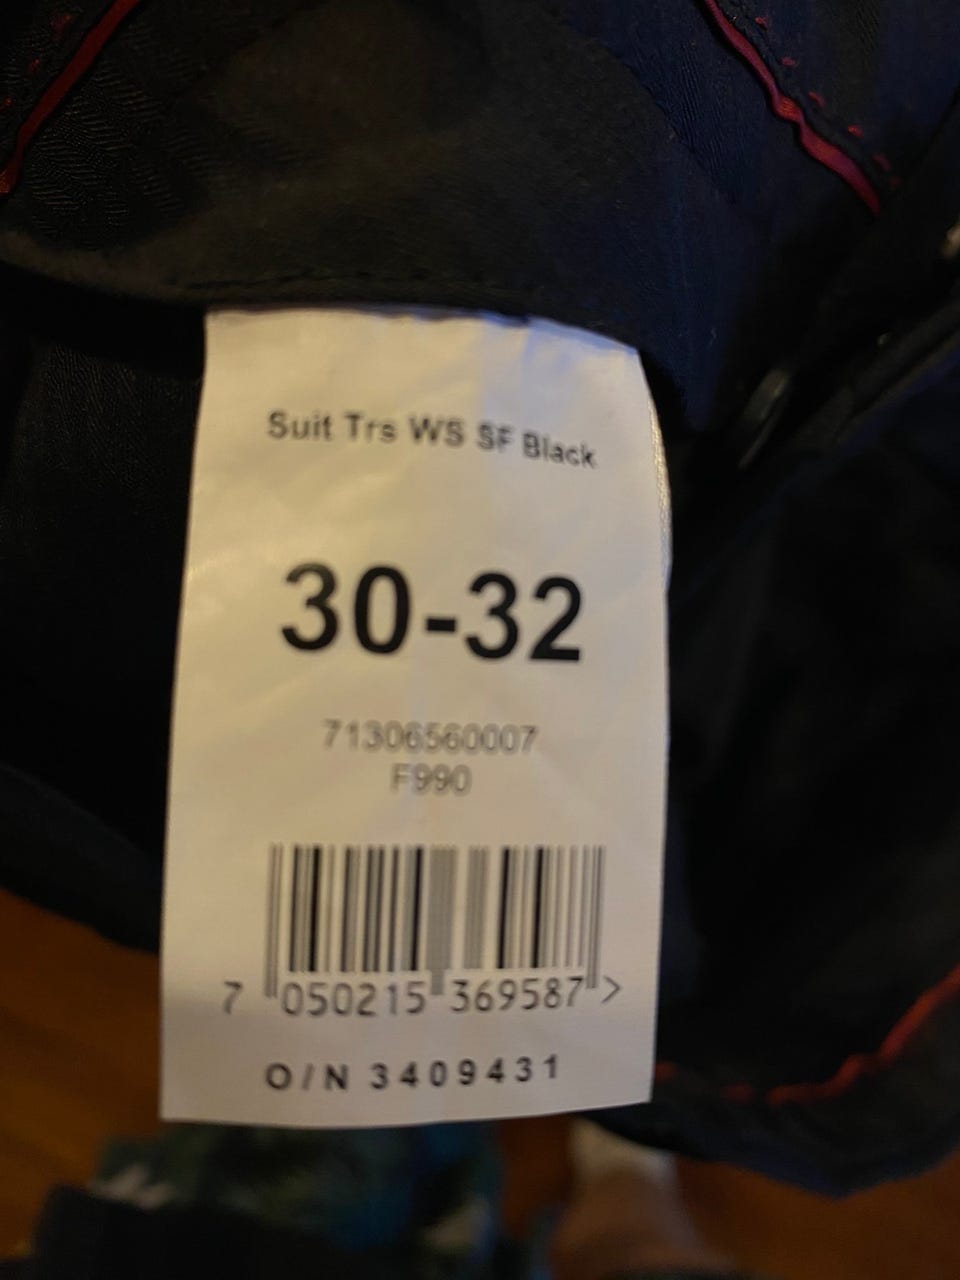 Suit Trs WS SF Black
30-32
71306560007
F990
7 050215 369587 >
O/N 3409431